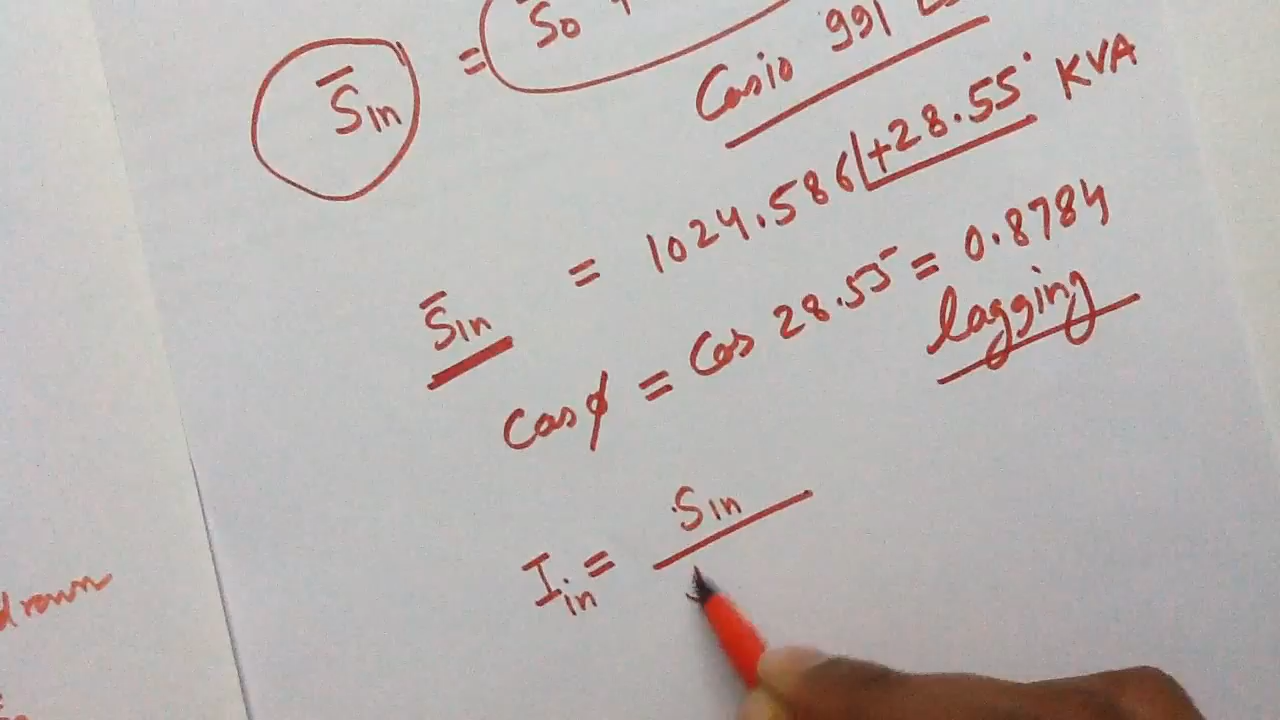 S̄in = S̄o +
Casio 991
= 1024.586∠+28.55° KVA
S̄in
Cosφ = Cos 28.55 = 0.8784
lagging
Iin = Sin
drawn